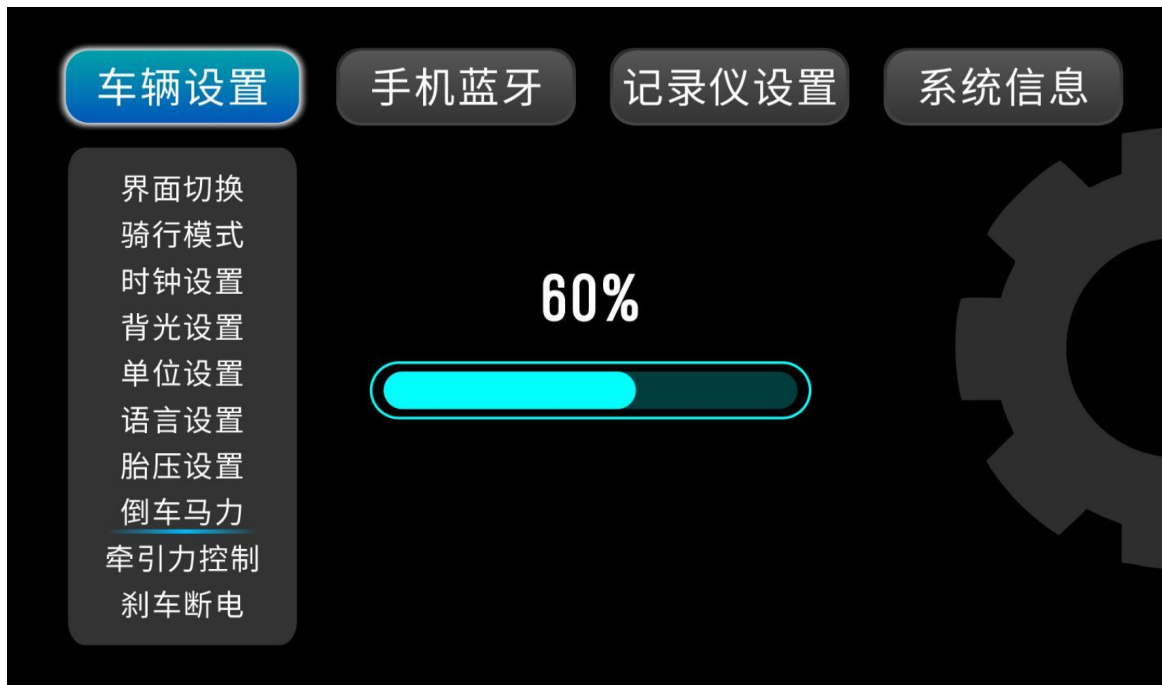 车辆设置 手机蓝牙 记录仪设置 系统信息
界面切换
骑行模式
时钟设置
背光设置
单位设置
语言设置
胎压设置
倒车马力
牵引力控制
刹车断电
60%